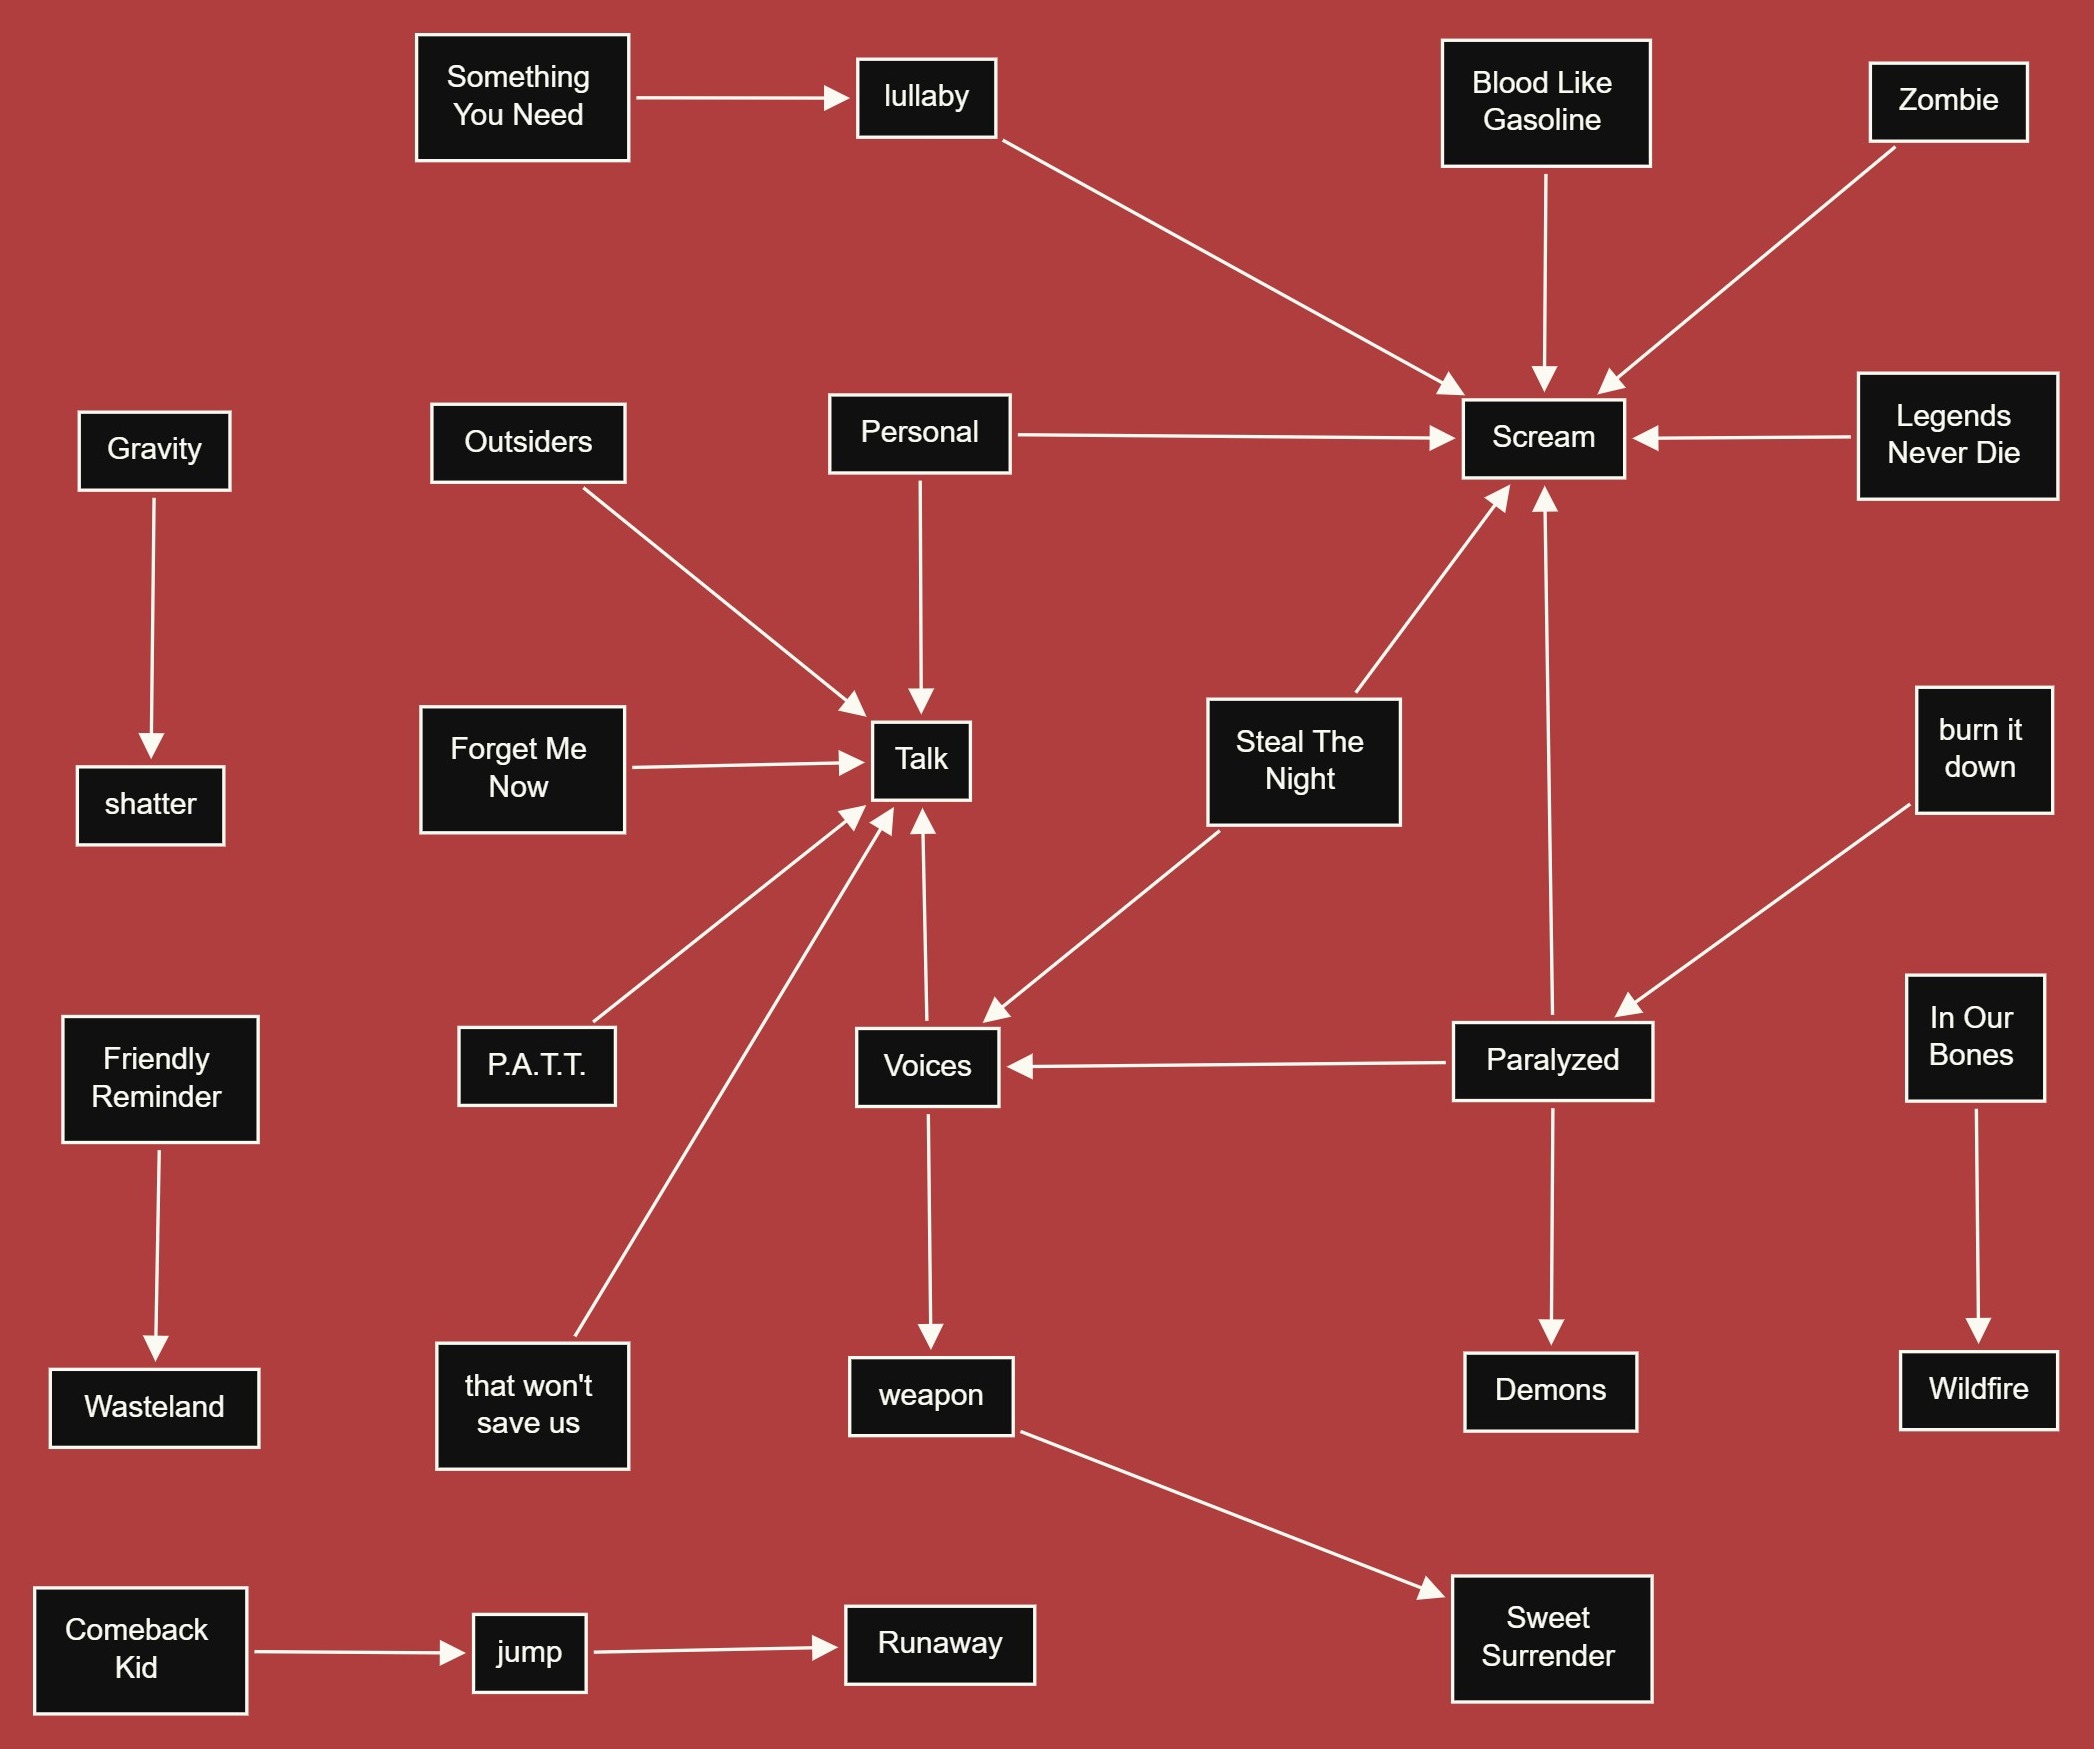 Something
You Need
lullaby
Blood Like
Gasoline
Zombie
Gravity
Outsiders
Personal
Scream
Legends
Never Die
shatter
Forget Me
Now
Talk
Steal The
Night
burn it
down
Friendly
Reminder
P.A.T.T.
Voices
Paralyzed
In Our
Bones
Wasteland
that won't
save us
weapon
Demons
Wildfire
Comeback
Kid
jump
Runaway
Sweet
Surrender